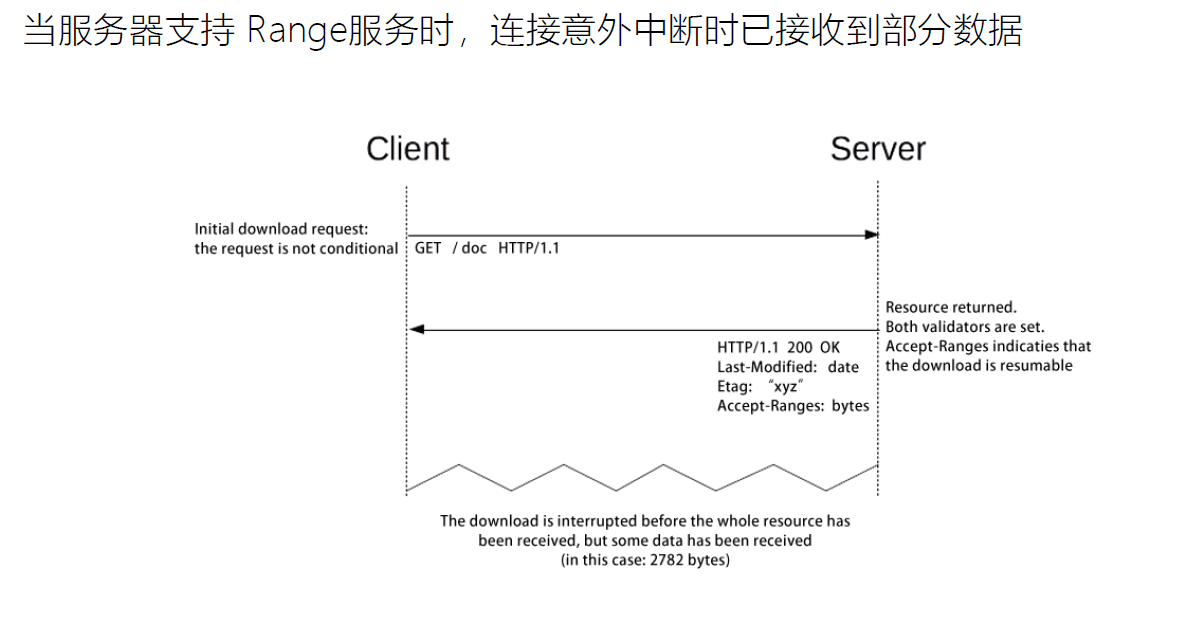 当服务器支持 Range服务时，连接意外中断时已接收到部分数据
Client
Server
Initial download request:
the request is not conditional
GET / doc HTTP/1.1
Resource returned.
Both validators are set.
Accept-Ranges indicaties that
the download is resumable
HTTP/1.1 200 OK
Last-Modified: date
Etag: “xyz”
Accept-Ranges: bytes
The download is interrupted before the whole resource has
been received, but some data has been received
(in this case: 2782 bytes)